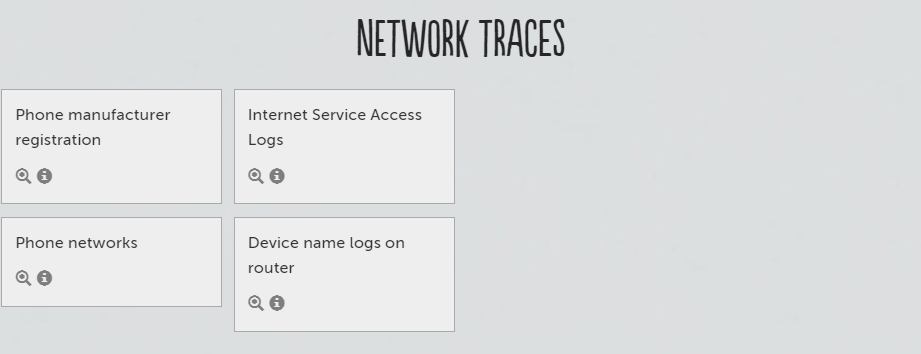 NETWORK TRACES
Phone manufacturer
registration
Internet Service Access
Logs
Phone networks
Device name logs on
router